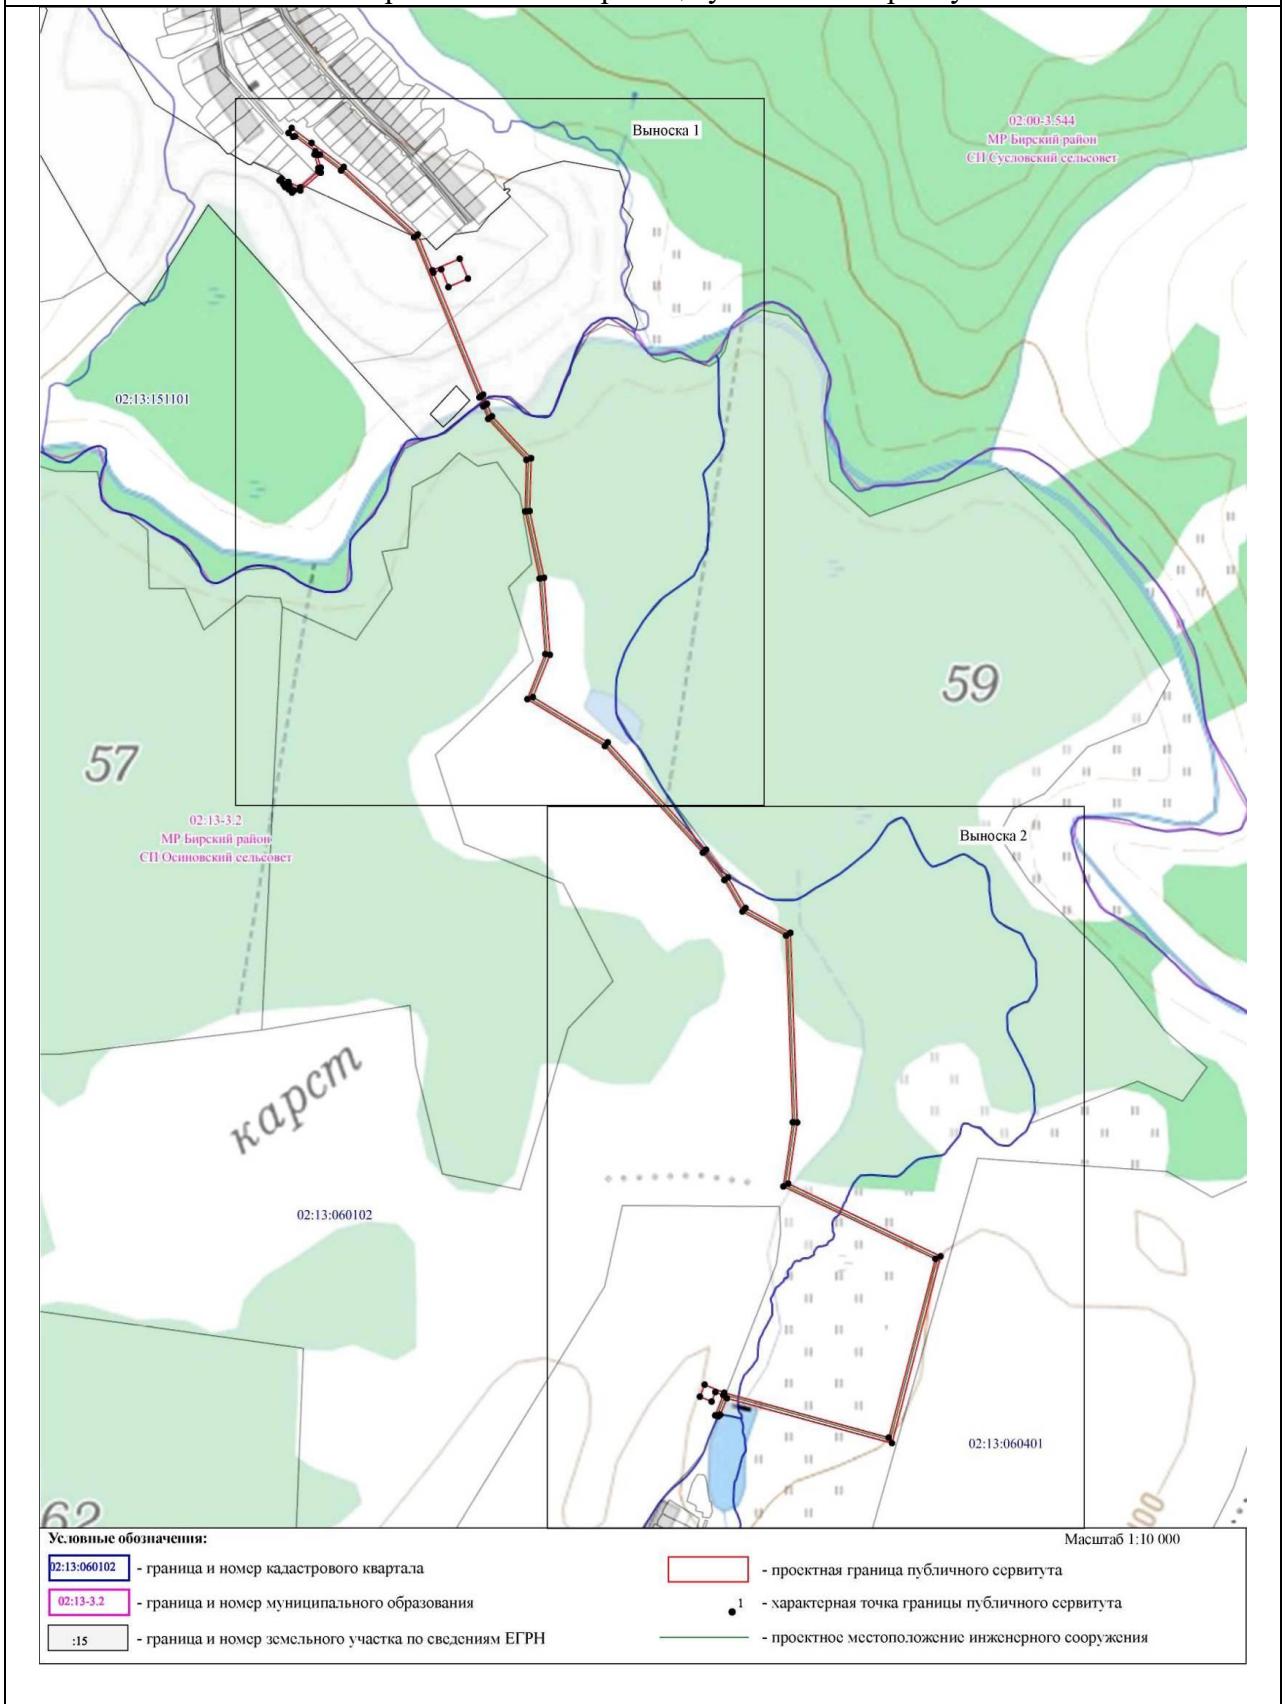 Выноска 1
02:00-3.544
МР Бирский район
СП Сусловский сельсовет
02:13:151101
59
57
02:13-3.2
МР Бирский район
СП Осиновский сельсовет
Выноска 2
карст
02:13:060102
02:13:060401
62
Условные обозначения:
Масштаб 1:10 000
02:13:060102 - граница и номер кадастрового квартала
02:13-3.2 - граница и номер муниципального образования
:15 - граница и номер земельного участка по сведениям ЕГРН
- проектная граница публичного сервитута
1 - характерная точка границы публичного сервитута
- проектное местоположение инженерного сооружения